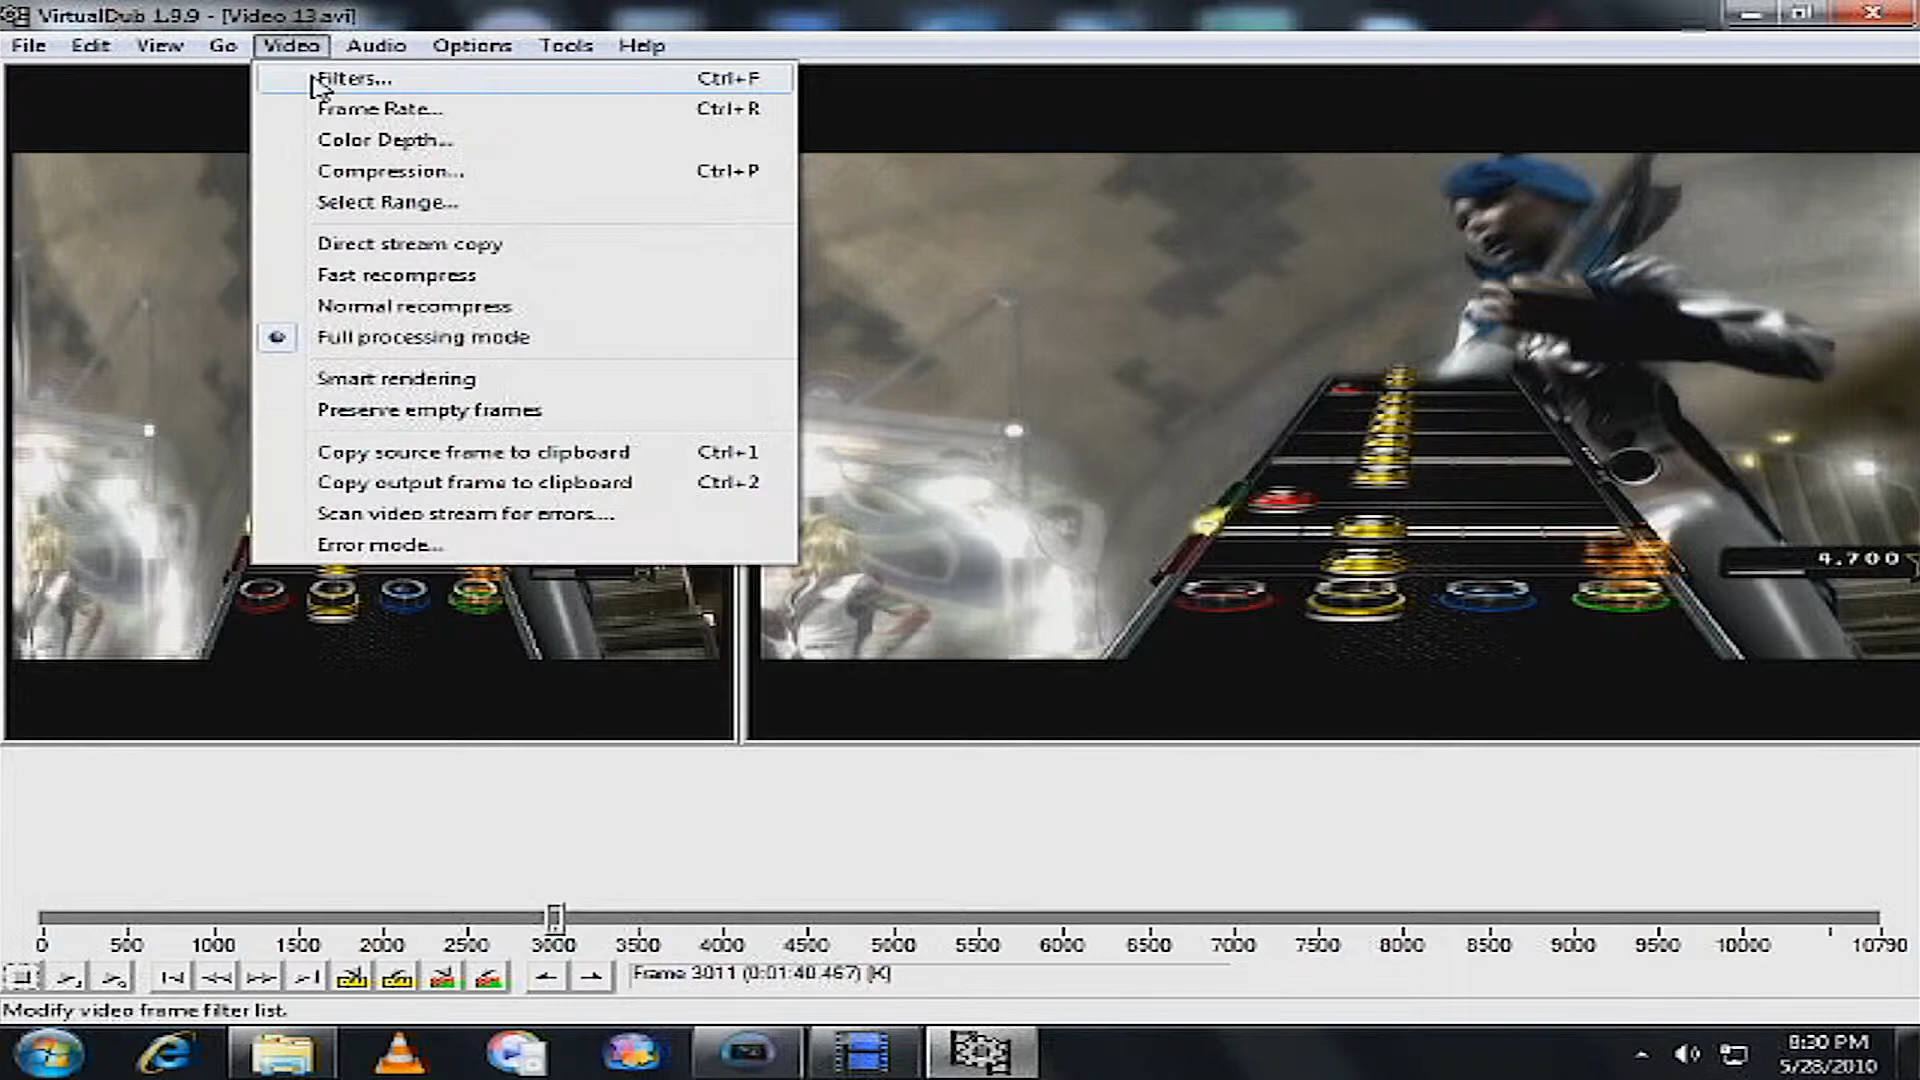 VirtualDub 1.9.9 - [Video 13.avi]
File Edit View Go Video Audio Options Tools Help
Filters... Ctrl+F
Frame Rate... Ctrl+R
Color Depth...
Compression... Ctrl+P
Select Range...
Direct stream copy
Fast recompress
Normal recompress
Full processing mode
Smart rendering
Preserve empty frames
Copy source frame to clipboard Ctrl+1
Copy output frame to clipboard Ctrl+2
Scan video stream for errors....
Error mode...
4,700
0 500 1000 1500 2000 2500 3000 3500 4000 4500 5000 5500 6000 6500 7000 7500 8000 8500 9000 9500 10000 10790
Frame 3011 (0:01:40.467) [K]
Modify video frame filter list.
8:30 PM
5/28/2010